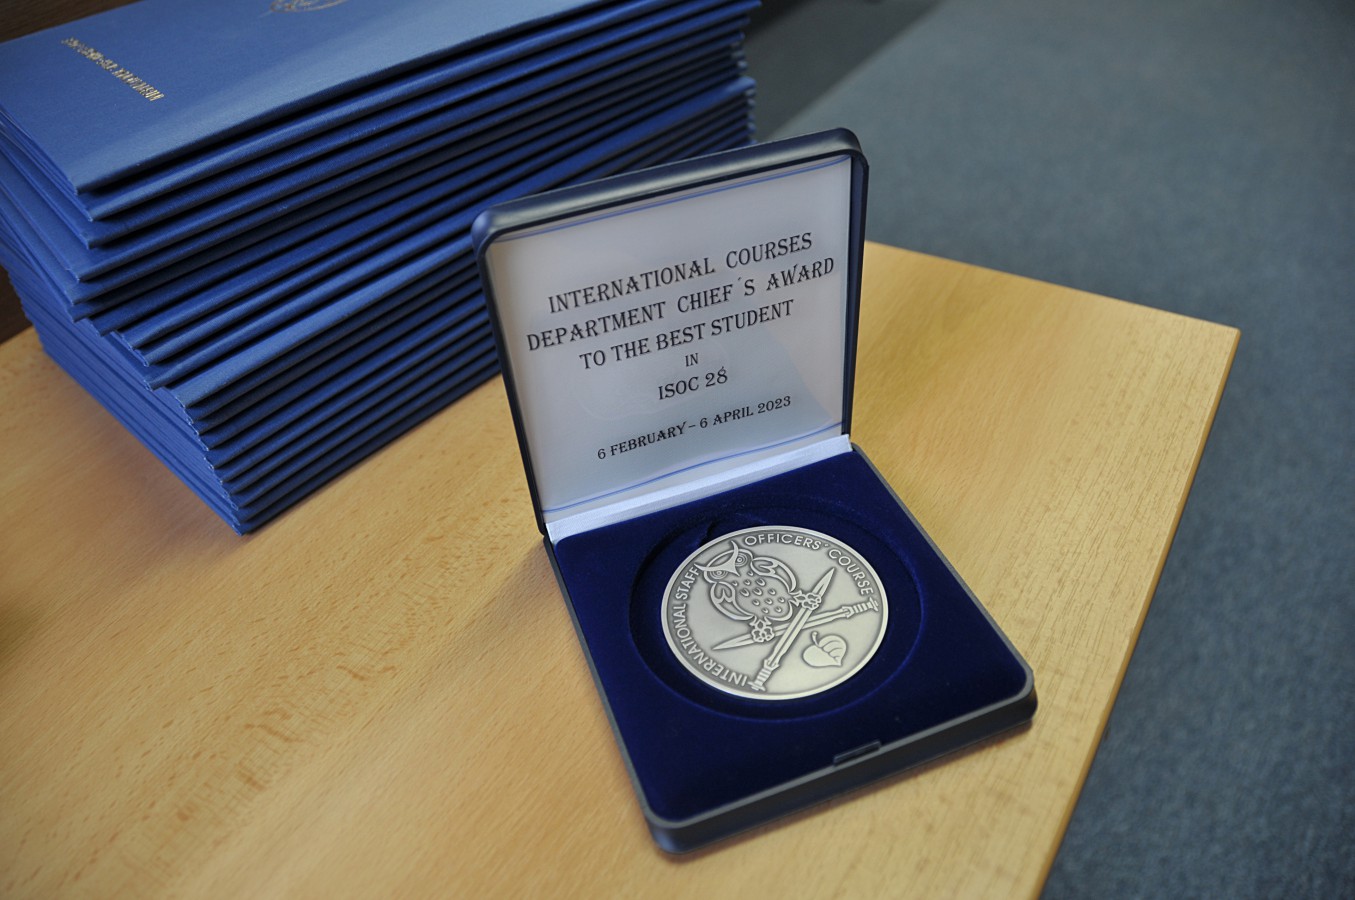 INTERNATIONAL COURSES
DEPARTMENT CHIEF´S AWARD
TO THE BEST STUDENT
IN
ISOC 28
6 FEBRUARY – 6 APRIL 2023
INTERNATIONAL STAFF OFFICERS´ COURSE